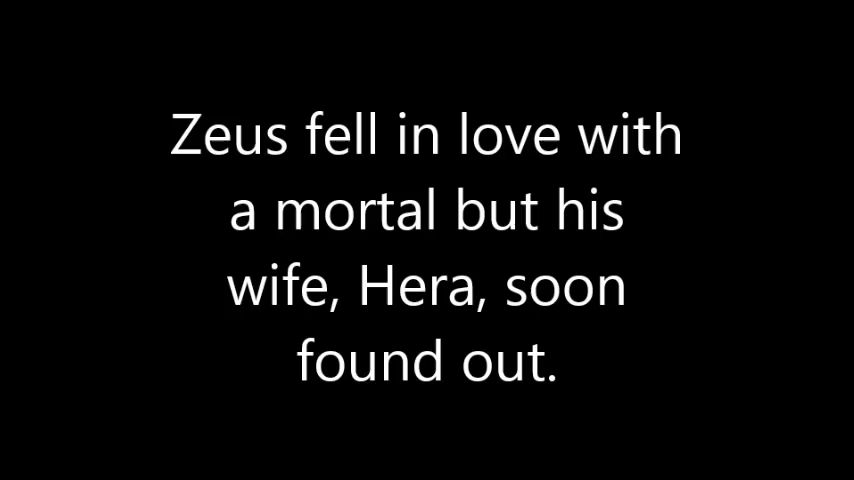 Zeus fell in love with
a mortal but his
wife, Hera, soon
found out.